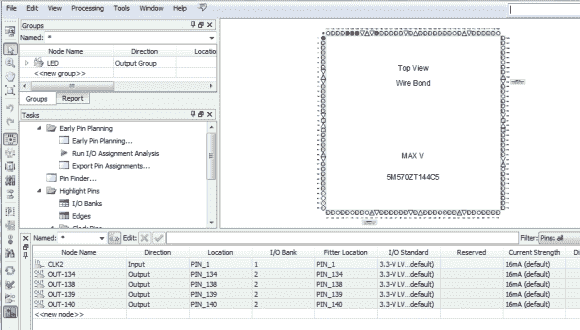 File Edit View Processing Tools Window Help
Groups
Named: *
Node Name Direction Locatio
LED Output Group
<<new group>>
Groups Report
Tasks
Early Pin Planning
Early Pin Planning...
Run I/O Assignment Analysis
Export Pin Assignments...
Pin Finder...
Highlight Pins
I/O Banks
Edges
Top View
Wire Bond
MAX V
5M570ZT144C5
Named: * Edit: Filter: Pins: all
Node Name Direction Location I/O Bank Fitter Location I/O Standard Reserved Current Strength
CLK2 Input PIN_1 1 PIN_1 3.3-V LV...default) 16mA (default)
OUT-134 Output PIN_134 2 PIN_134 3.3-V LV...default) 16mA (default)
OUT-138 Output PIN_138 2 PIN_138 3.3-V LV...default) 16mA (default)
OUT-139 Output PIN_139 2 PIN_139 3.3-V LV...default) 16mA (default)
OUT-140 Output PIN_140 2 PIN_140 3.3-V LV...default) 16mA (default)
<<new node>>